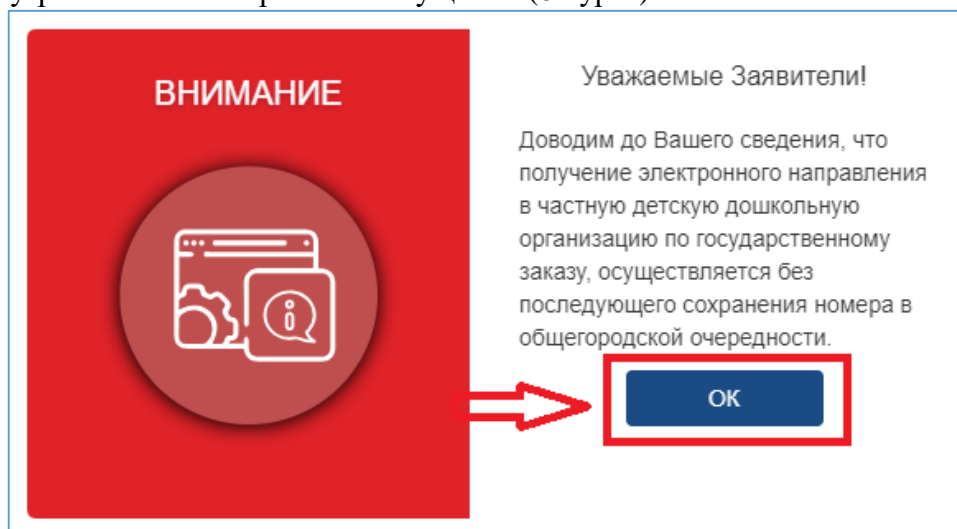 ВНИМАНИЕ
Уважаемые Заявители!
Доводим до Вашего сведения, что
получение электронного направления
в частную детскую дошкольную
организацию по государственному
заказу, осуществляется без
последующего сохранения номера в
общегородской очередности.
ОК